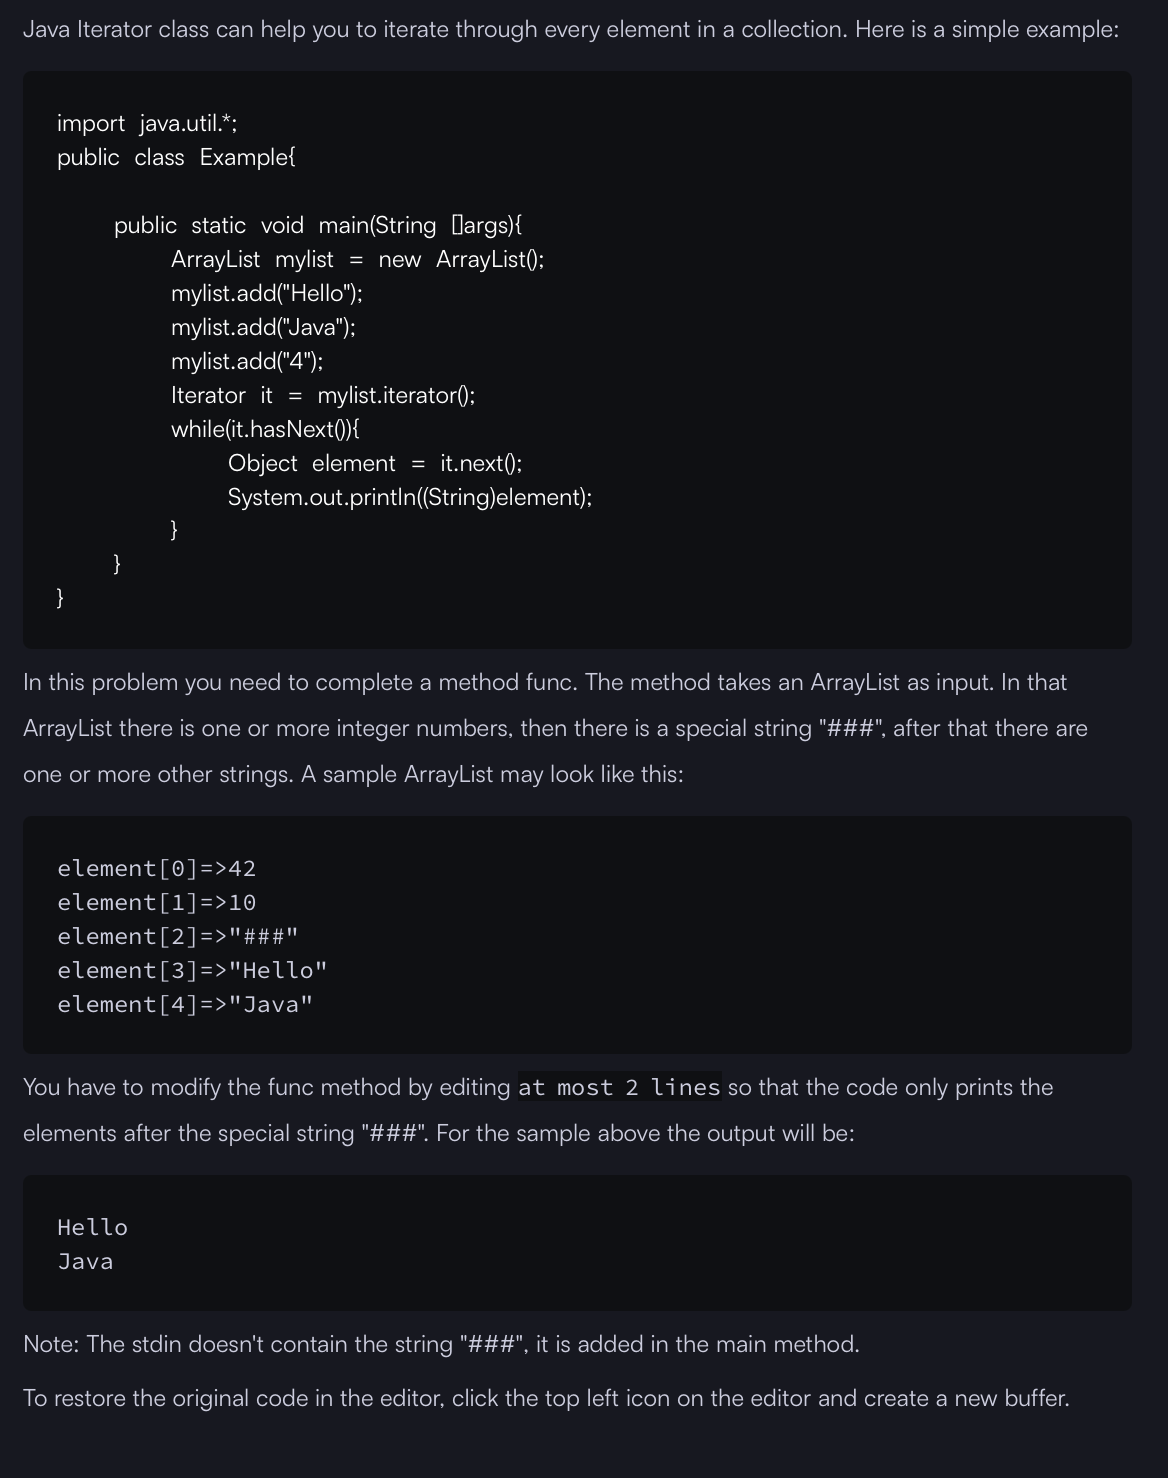 Java Iterator class can help you to iterate through every element in a collection. Here is a simple example:
import java.util.*;
public class Example{
public static void main(String []args){
ArrayList mylist = new ArrayList();
mylist.add("Hello");
mylist.add("Java");
mylist.add("4");
Iterator it = mylist.iterator();
while(it.hasNext()){
Object element = it.next();
System.out.println((String)element);
}
}
}
In this problem you need to complete a method func. The method takes an ArrayList as input. In that
ArrayList there is one or more integer numbers, then there is a special string "###", after that there are
one or more other strings. A sample ArrayList may look like this:
element[0]=>42
element[1]=>10
element[2]=>"###"
element[3]=>"Hello"
element[4]=>"Java"
You have to modify the func method by editing at most 2 lines so that the code only prints the
elements after the special string "###". For the sample above the output will be:
Hello
Java
Note: The stdin doesn't contain the string "###", it is added in the main method.
To restore the original code in the editor, click the top left icon on the editor and create a new buffer.